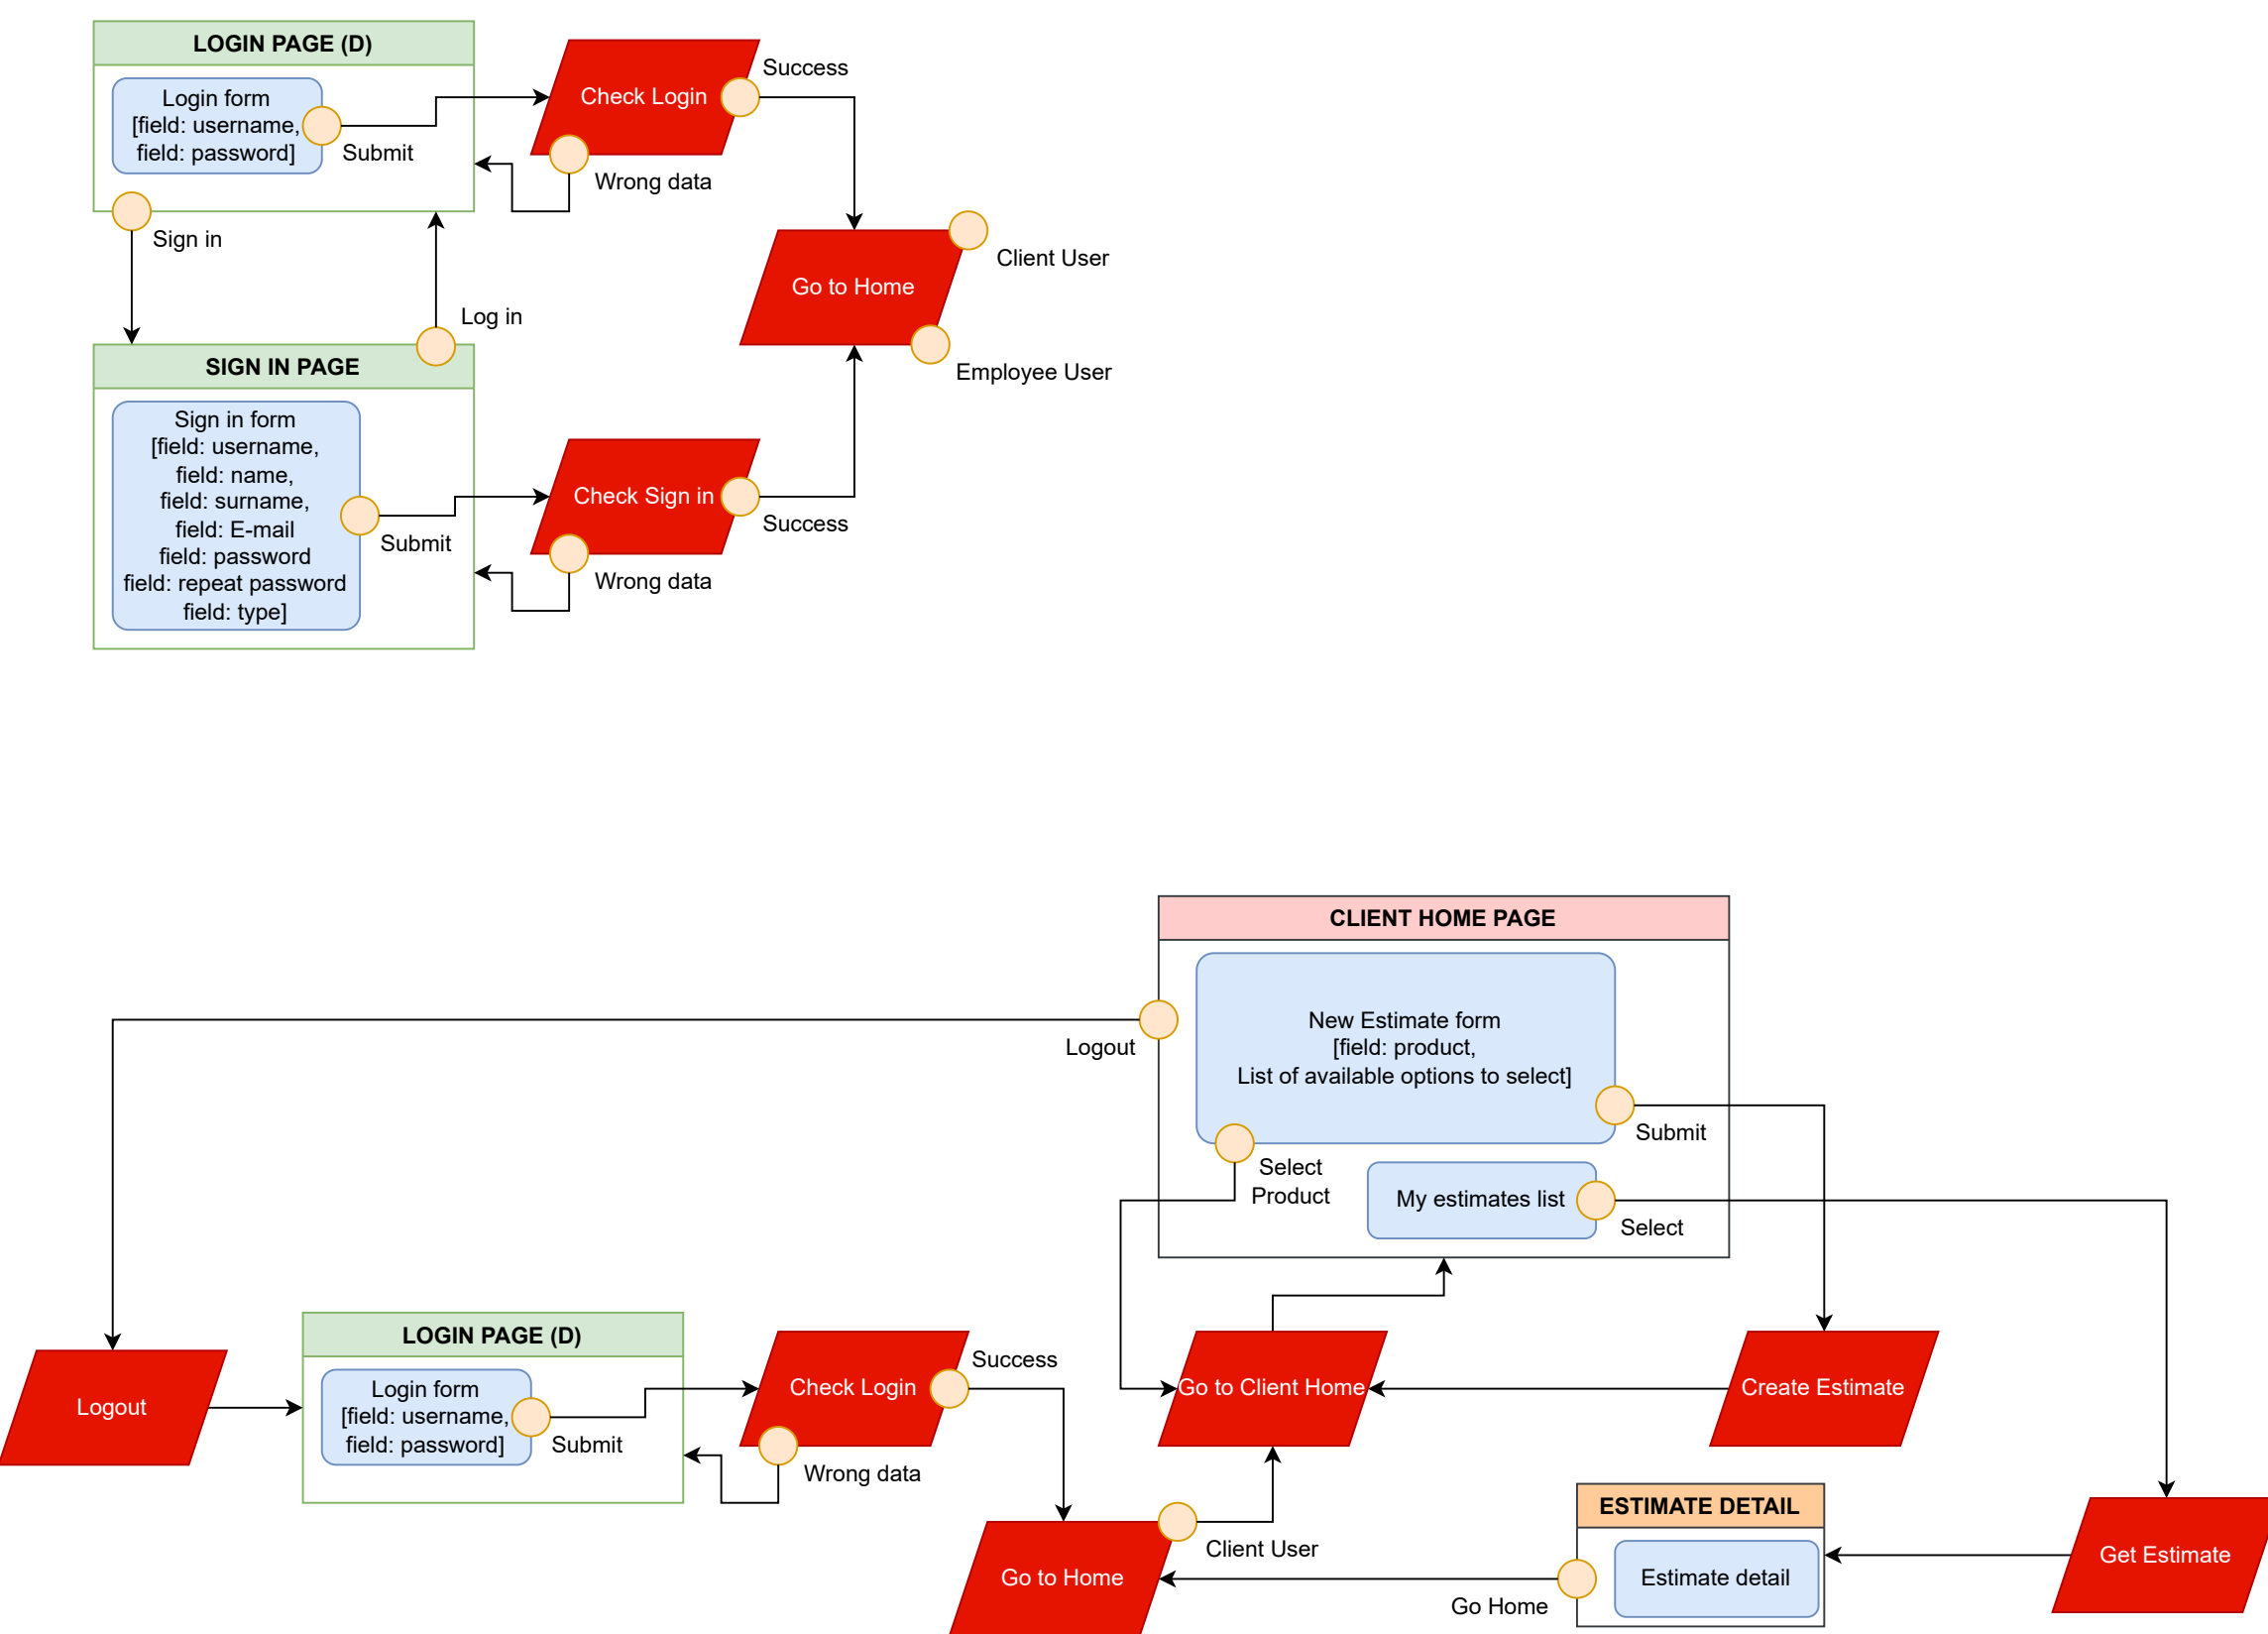 LOGIN PAGE (D)
Login form
[field: username,
field: password]
Submit
Check Login
Success
Wrong data
Sign in
Log in
Go to Home
Client User
Employee User
SIGN IN PAGE
Sign in form
[field: username,
field: name,
field: surname,
field: E-mail
field: password
field: repeat password
field: type]
Submit
Check Sign in
Success
Wrong data
CLIENT HOME PAGE
New Estimate form
[field: product,
List of available options to select]
Logout
Submit
Select
Product
My estimates list
Select
Logout
LOGIN PAGE (D)
Login form
[field: username,
field: password]
Submit
Check Login
Success
Wrong data
Go to Client Home
Create Estimate
Go to Home
Client User
Go Home
ESTIMATE DETAIL
Estimate detail
Get Estimate